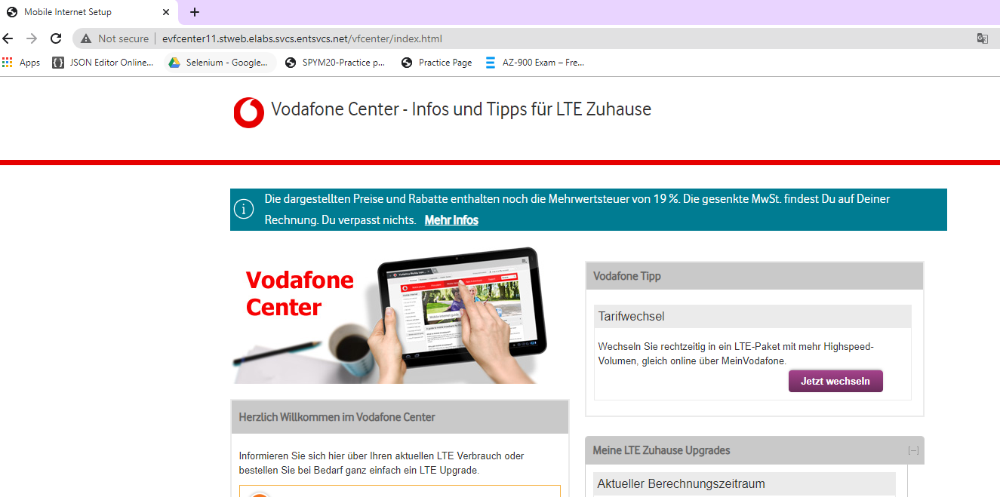 Mobile Internet Setup
Not secure
evfcenter11.stweb.elabs.svcs.entsvcs.net/vfcenter/index.html
Apps
JSON Editor Online...
Selenium - Google...
SPYM20-Practice p...
Practice Page
AZ-900 Exam – Fre...
Vodafone Center - Infos und Tipps für LTE Zuhause
Die dargestellten Preise und Rabatte enthalten noch die Mehrwertsteuer von 19 %. Die gesenkte MwSt. findest Du auf Deiner
Rechnung. Du verpasst nichts. Mehr Infos
Vodafone
Center
Vodafone Tipp
Tarifwechsel
Wechseln Sie rechtzeitig in ein LTE-Paket mit mehr Highspeed-
Volumen, gleich online über MeinVodafone.
Jetzt wechseln
Herzlich Willkommen im Vodafone Center
Informieren Sie sich hier über Ihren aktuellen LTE Verbrauch oder
bestellen Sie bei Bedarf ganz einfach ein LTE Upgrade.
Meine LTE Zuhause Upgrades
[–]
Aktueller Berechnungszeitraum